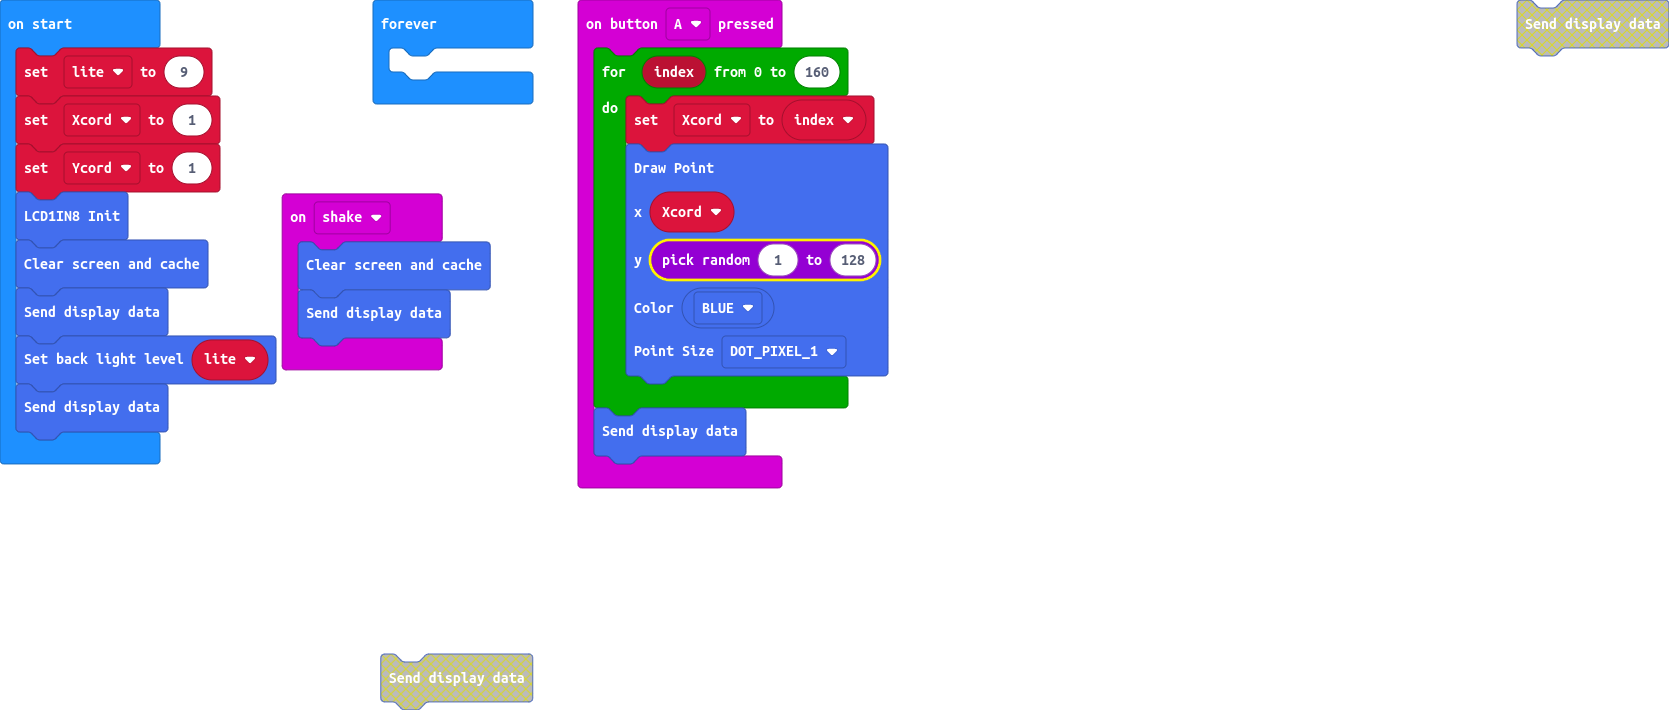 on start
set lite to 9
set Xcord to 1
set Ycord to 1
LCD1IN8 Init
Clear screen and cache
Send display data
Set back light level lite
Send display data
forever
on shake
Clear screen and cache
Send display data
on button A pressed
for index from 0 to 160
do
set Xcord to index
Draw Point
x Xcord
y pick random 1 to 128
Color BLUE
Point Size DOT_PIXEL_1
Send display data
Send display data
Send display data